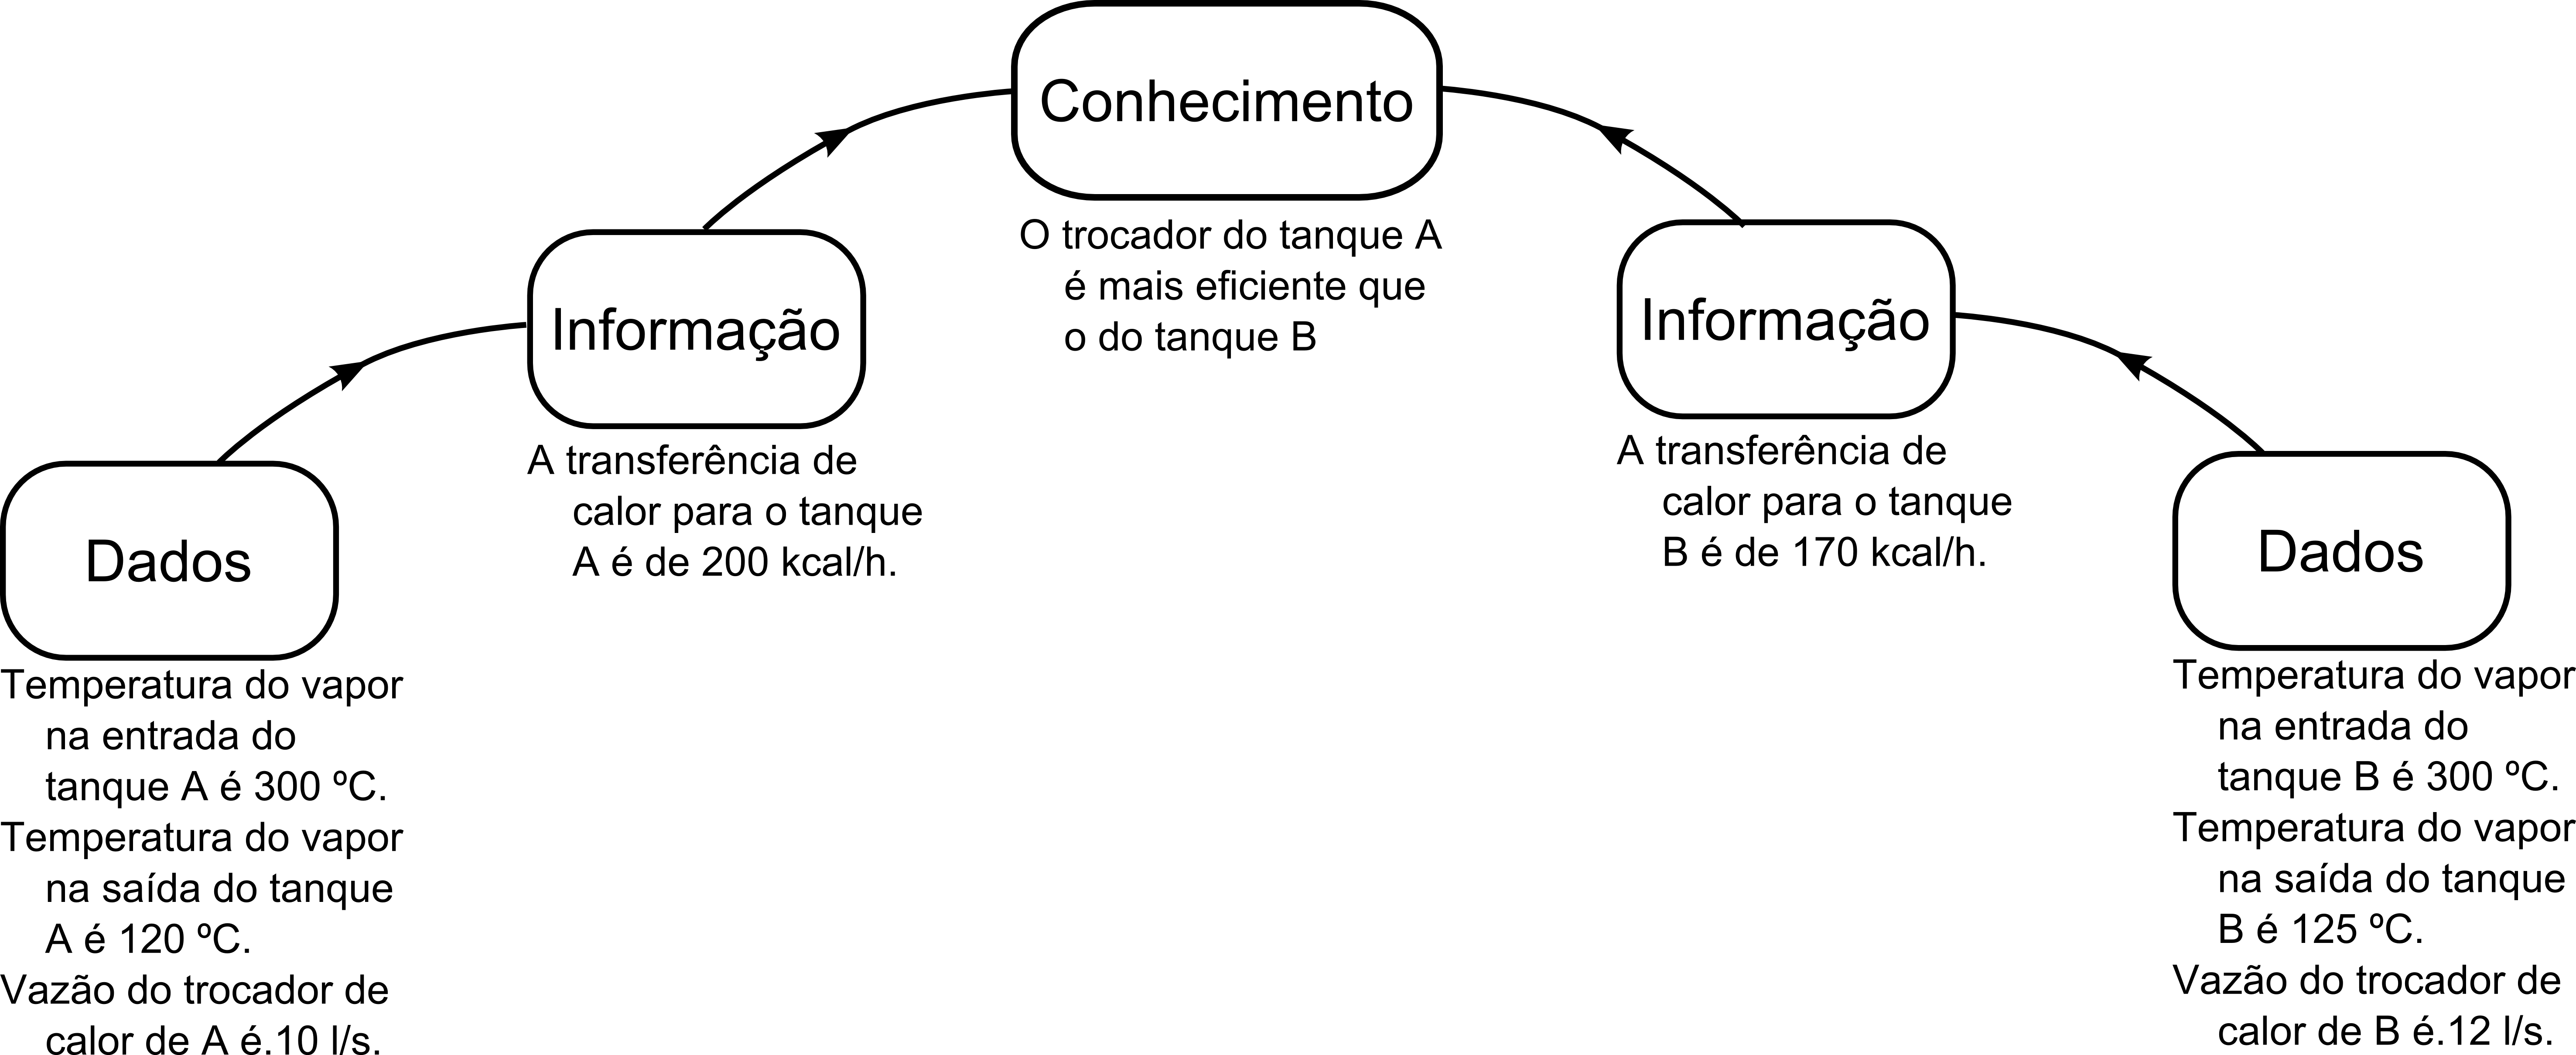 Conhecimento
O trocador do tanque A
é mais eficiente que
o do tanque B
Informação
A transferência de
calor para o tanque
A é de 200 kcal/h.
Informação
A transferência de
calor para o tanque
B é de 170 kcal/h.
Dados
Temperatura do vapor
na entrada do
tanque A é 300 ºC.
Temperatura do vapor
na saída do tanque
A é 120 ºC.
Vazão do trocador de
calor de A é.10 l/s.
Dados
Temperatura do vapor
na entrada do
tanque B é 300 ºC.
Temperatura do vapor
na saída do tanque
B é 125 ºC.
Vazão do trocador de
calor de B é.12 l/s.